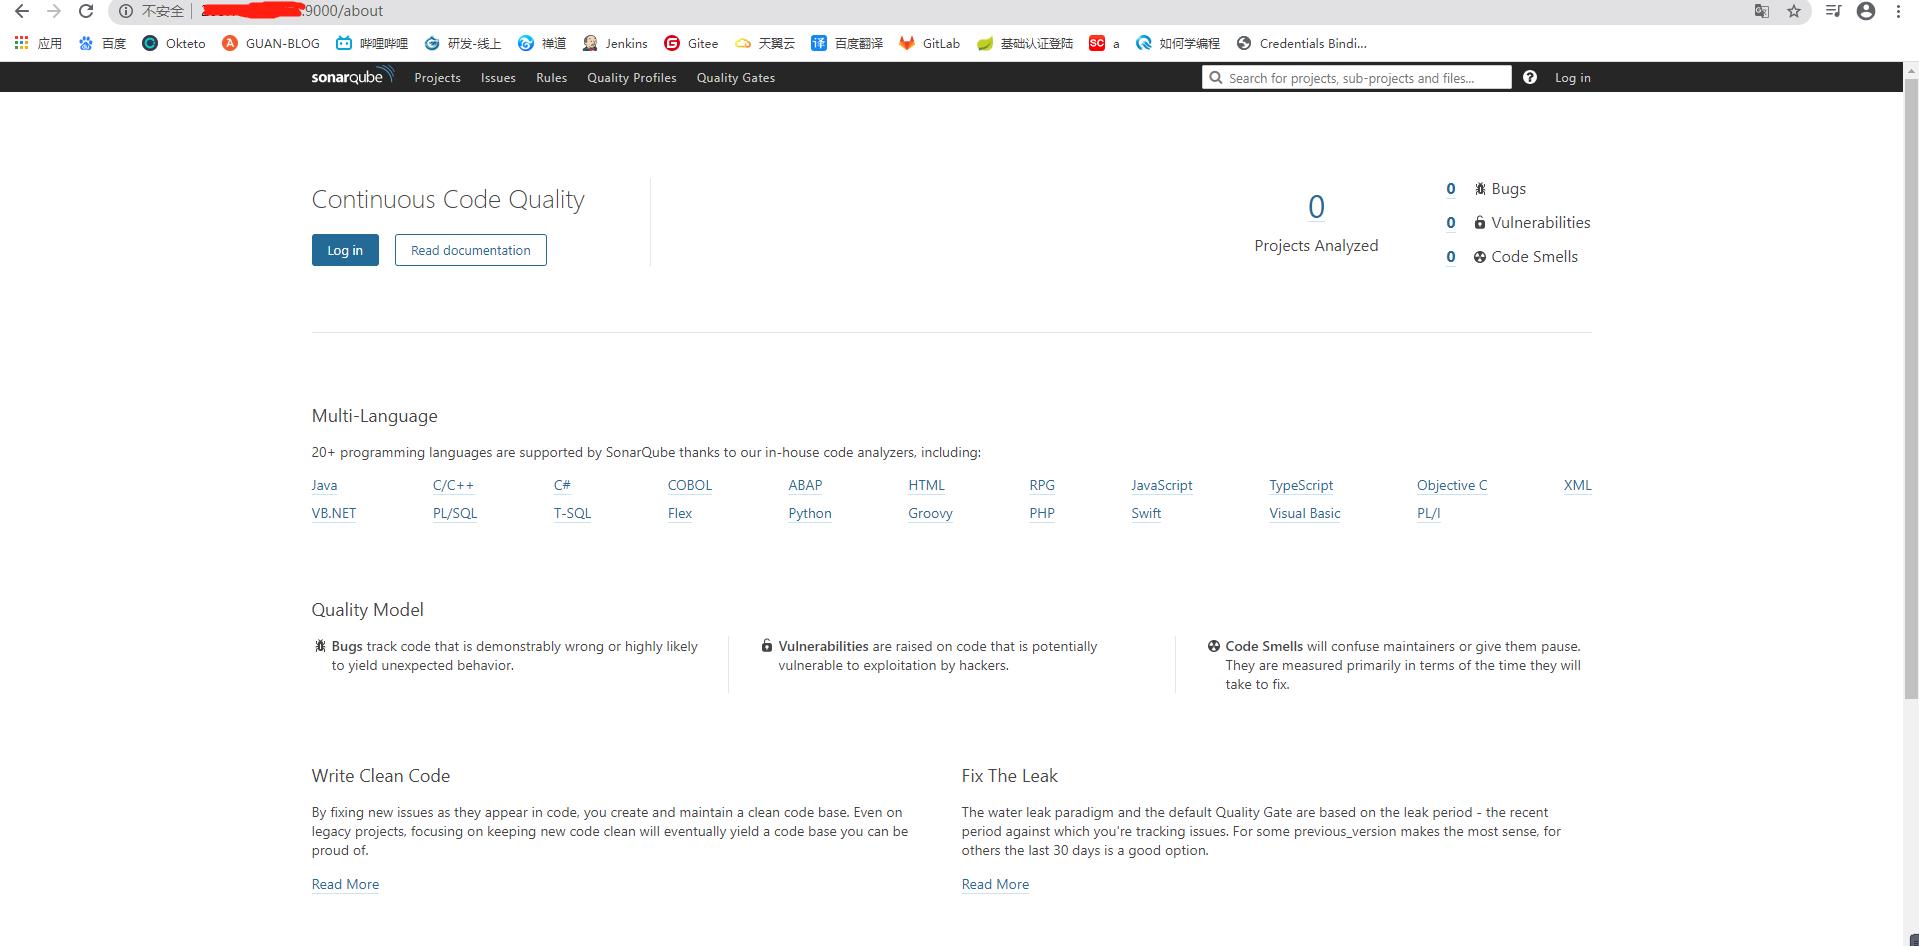 不安全 :9000/about
应用 百度 Okteto GUAN-BLOG 哔哩哔哩 研发-线上 禅道 Jenkins Gitee 天翼云 百度翻译 GitLab 基础认证登陆 a 如何学编程 Credentials Bindi...
sonarqube Projects Issues Rules Quality Profiles Quality Gates Search for projects, sub-projects and files... Log in
Continuous Code Quality
Log in Read documentation
0
Projects Analyzed
0 Bugs
0 Vulnerabilities
0 Code Smells
Multi-Language
20+ programming languages are supported by SonarQube thanks to our in-house code analyzers, including:
Java C/C++ C# COBOL ABAP HTML RPG JavaScript TypeScript Objective C XML
VB.NET PL/SQL T-SQL Flex Python Groovy PHP Swift Visual Basic PL/I
Quality Model
Bugs track code that is demonstrably wrong or highly likely
to yield unexpected behavior.
Vulnerabilities are raised on code that is potentially
vulnerable to exploitation by hackers.
Code Smells will confuse maintainers or give them pause.
They are measured primarily in terms of the time they will
take to fix.
Write Clean Code
By fixing new issues as they appear in code, you create and maintain a clean code base. Even on
legacy projects, focusing on keeping new code clean will eventually yield a code base you can be
proud of.
Read More
Fix The Leak
The water leak paradigm and the default Quality Gate are based on the leak period - the recent
period against which you're tracking issues. For some previous_version makes the most sense, for
others the last 30 days is a good option.
Read More